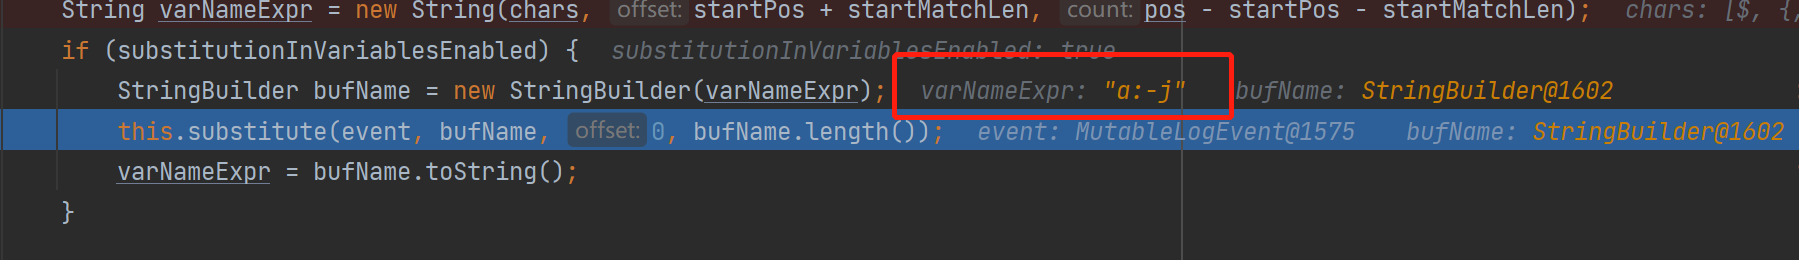 String varNameExpr = new String(chars, offset: startPos + startMatchLen, count: pos - startPos - startMatchLen); chars: [$, {,
if (substitutionInVariablesEnabled) { substitutionInVariablesEnabled: true
StringBuilder bufName = new StringBuilder(varNameExpr); varNameExpr: "a:-j" bufName: StringBuilder@1602
this.substitute(event, bufName, offset: 0, bufName.length()); event: MutableLogEvent@1575 bufName: StringBuilder@1602
varNameExpr = bufName.toString();
}